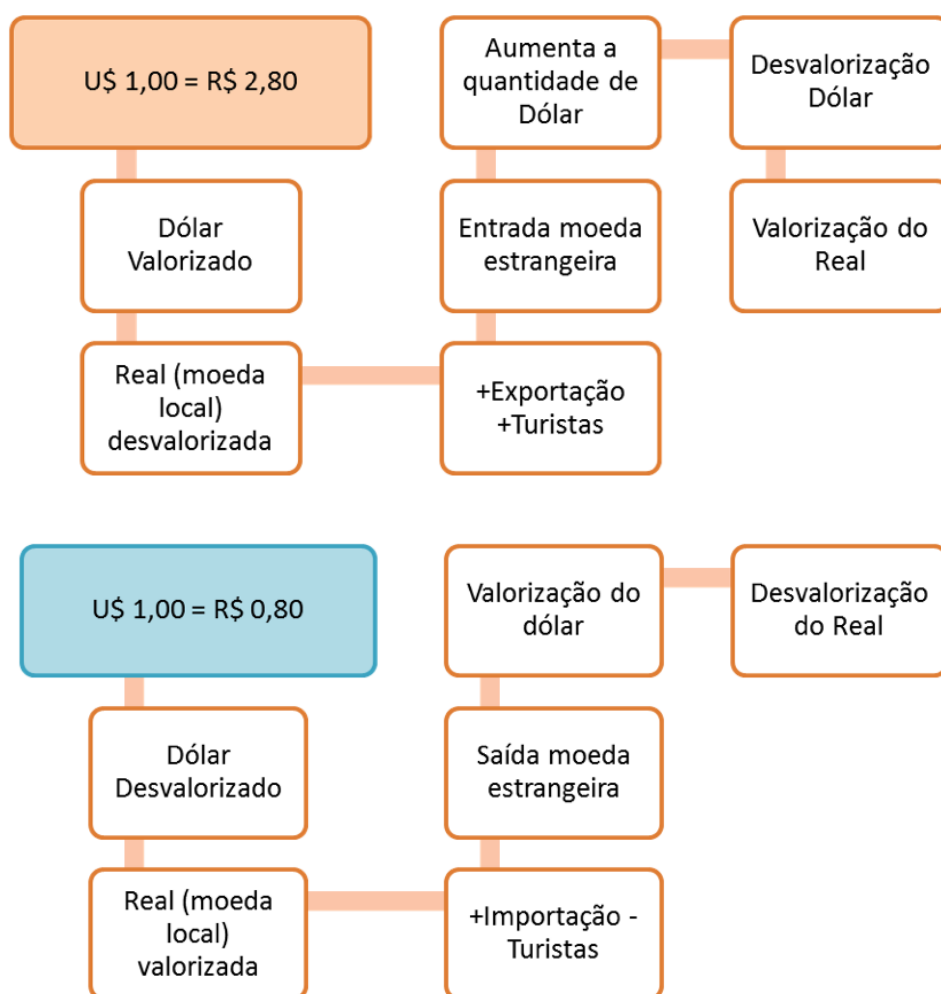 U$ 1,00 = R$ 2,80
Dólar
Valorizado
Real (moeda
local)
desvalorizada
+Exportação
+Turistas
Entrada moeda
estrangeira
Aumenta a
quantidade de
Dólar
Desvalorização
Dólar
Valorização do
Real
U$ 1,00 = R$ 0,80
Dólar
Desvalorizado
Real (moeda
local)
valorizada
+Importação -
Turistas
Saída moeda
estrangeira
Valorização do
dólar
Desvalorização
do Real